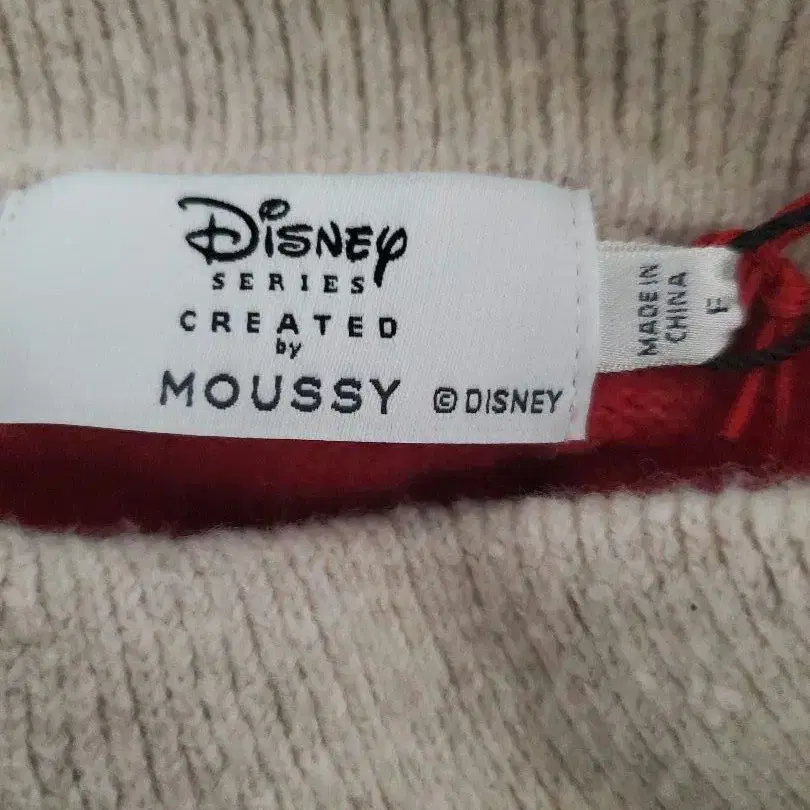 Disney
SERIES
CREATED
by
MOUSSY © DISNEY
MADE IN
CHINA
F